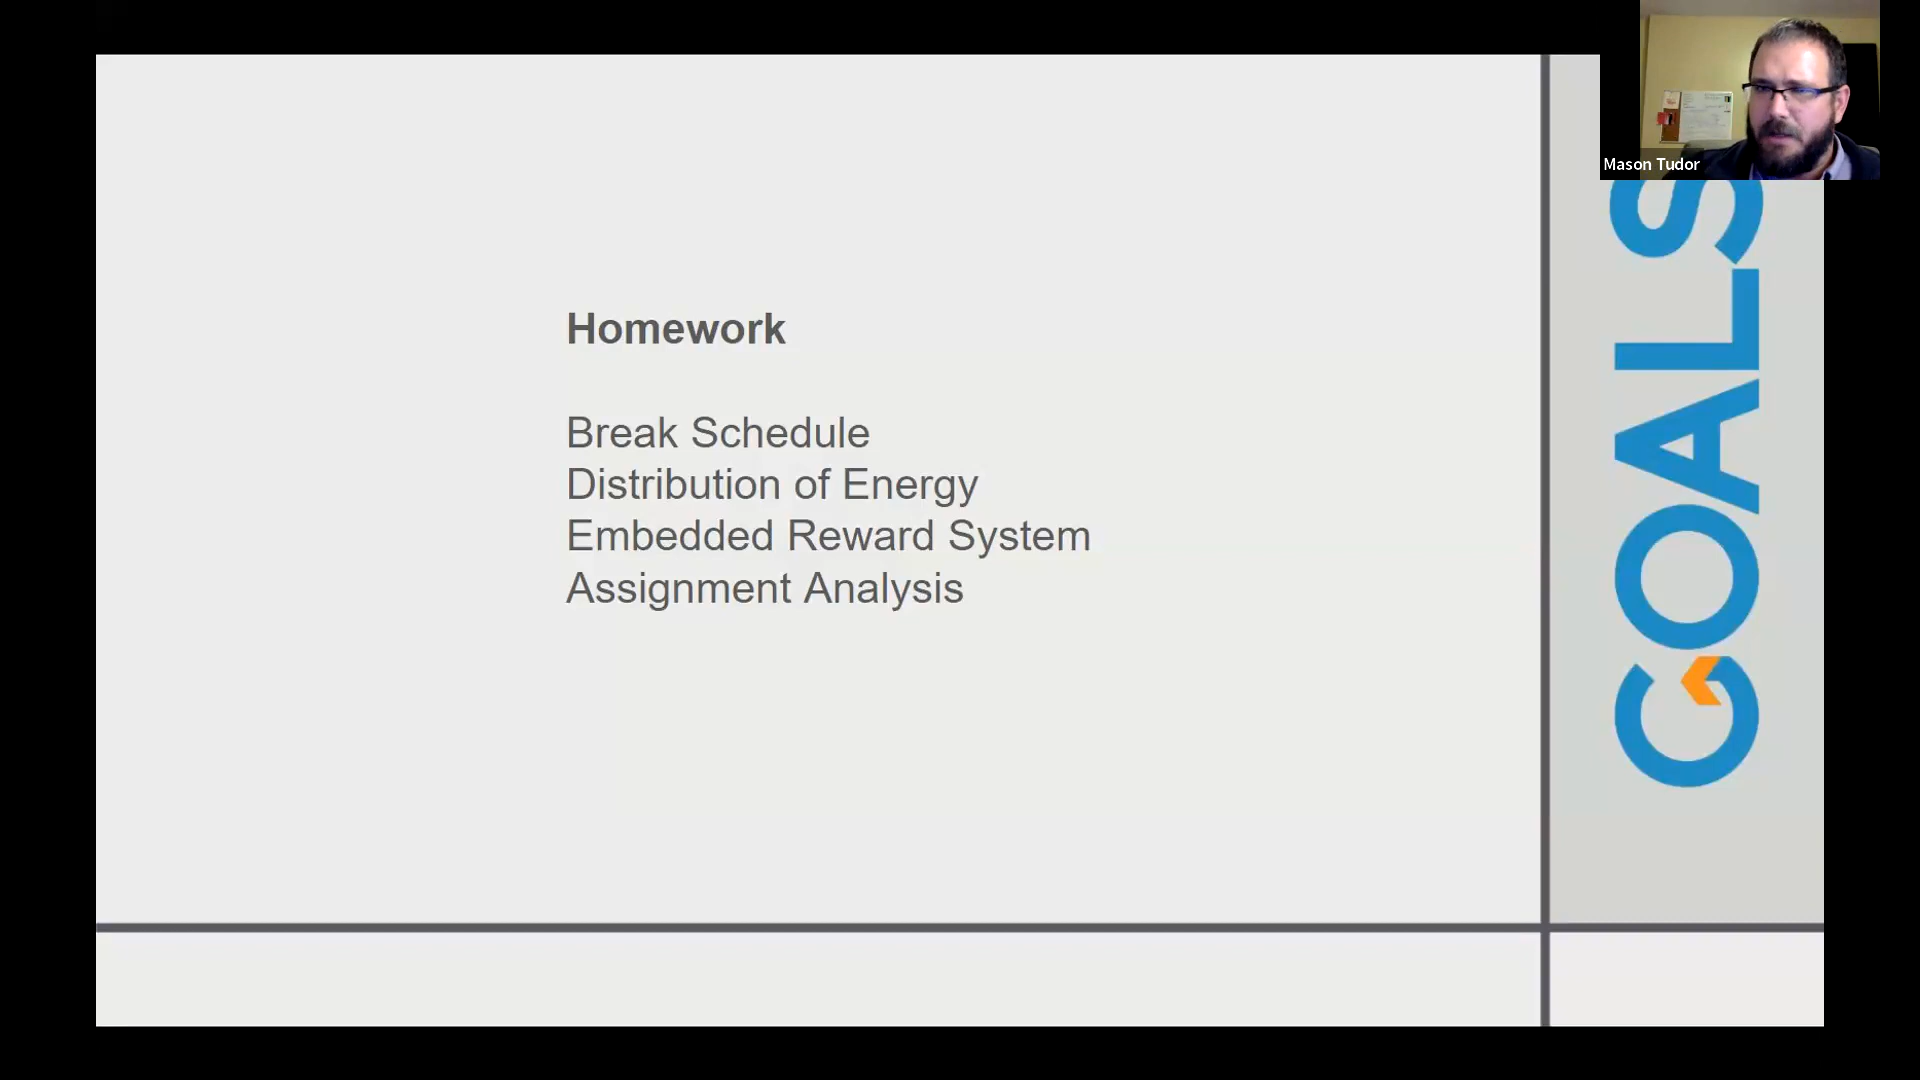 Homework
Break Schedule
Distribution of Energy
Embedded Reward System
Assignment Analysis
Mason Tudor
GOALS